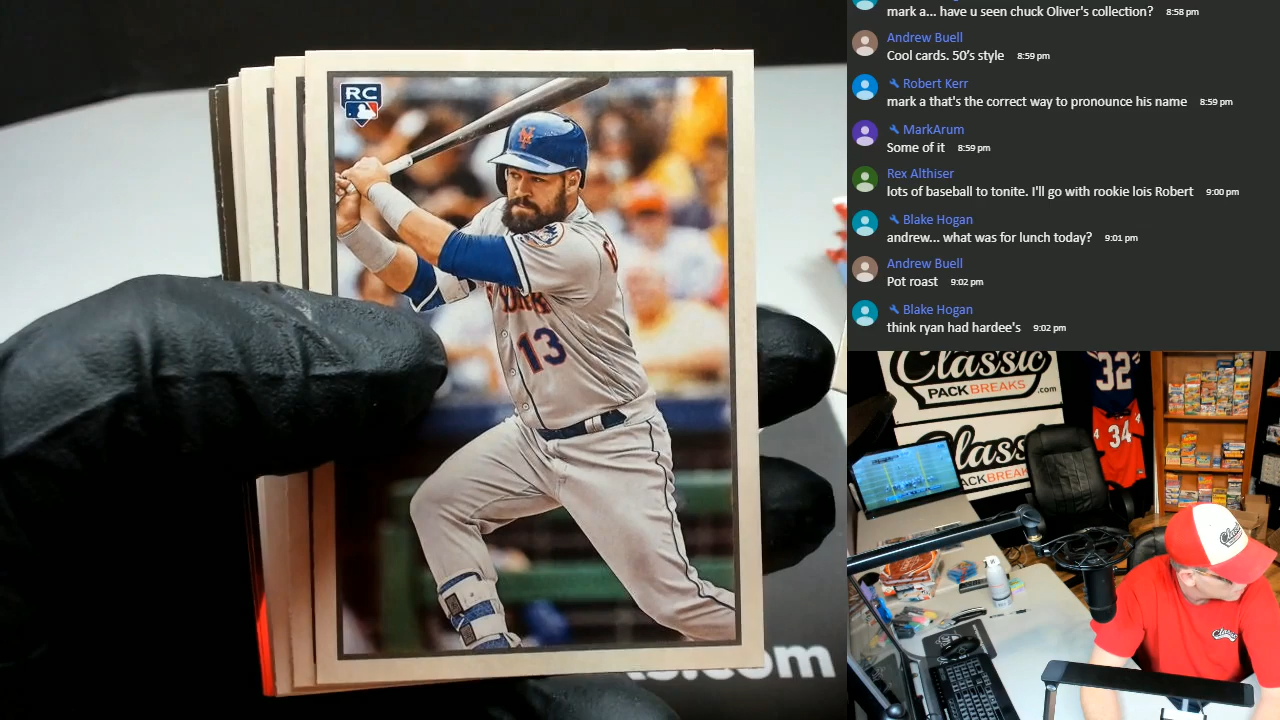 mark a... have u seen chuck Oliver's collection? 8:58 pm
Andrew Buell
Cool cards. 50's style 8:59 pm
Robert Kerr
mark a that's the correct way to pronounce his name 8:59 pm
MarkArum
Some of it 8:59 pm
Rex Althiser
lots of baseball to tonite. I'll go with rookie lois Robert 9:00 pm
Blake Hogan
andrew... what was for lunch today? 9:01 pm
Andrew Buell
Pot roast 9:02 pm
Blake Hogan
think ryan had hardee's 9:02 pm
RC
YORK
13
.com
Classic
PACKBREAKS.com
Classic
PACKBREAKS
32
34
Classic
Classic